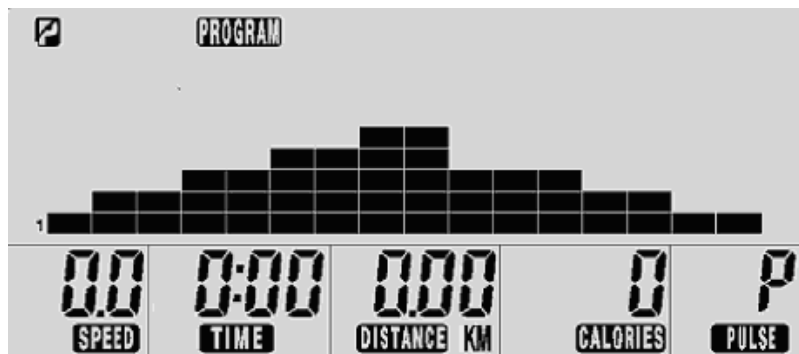 PROGRAM
1
0.0 0:00 0.00 0 P
SPEED TIME DISTANCE KM CALORIES PULSE